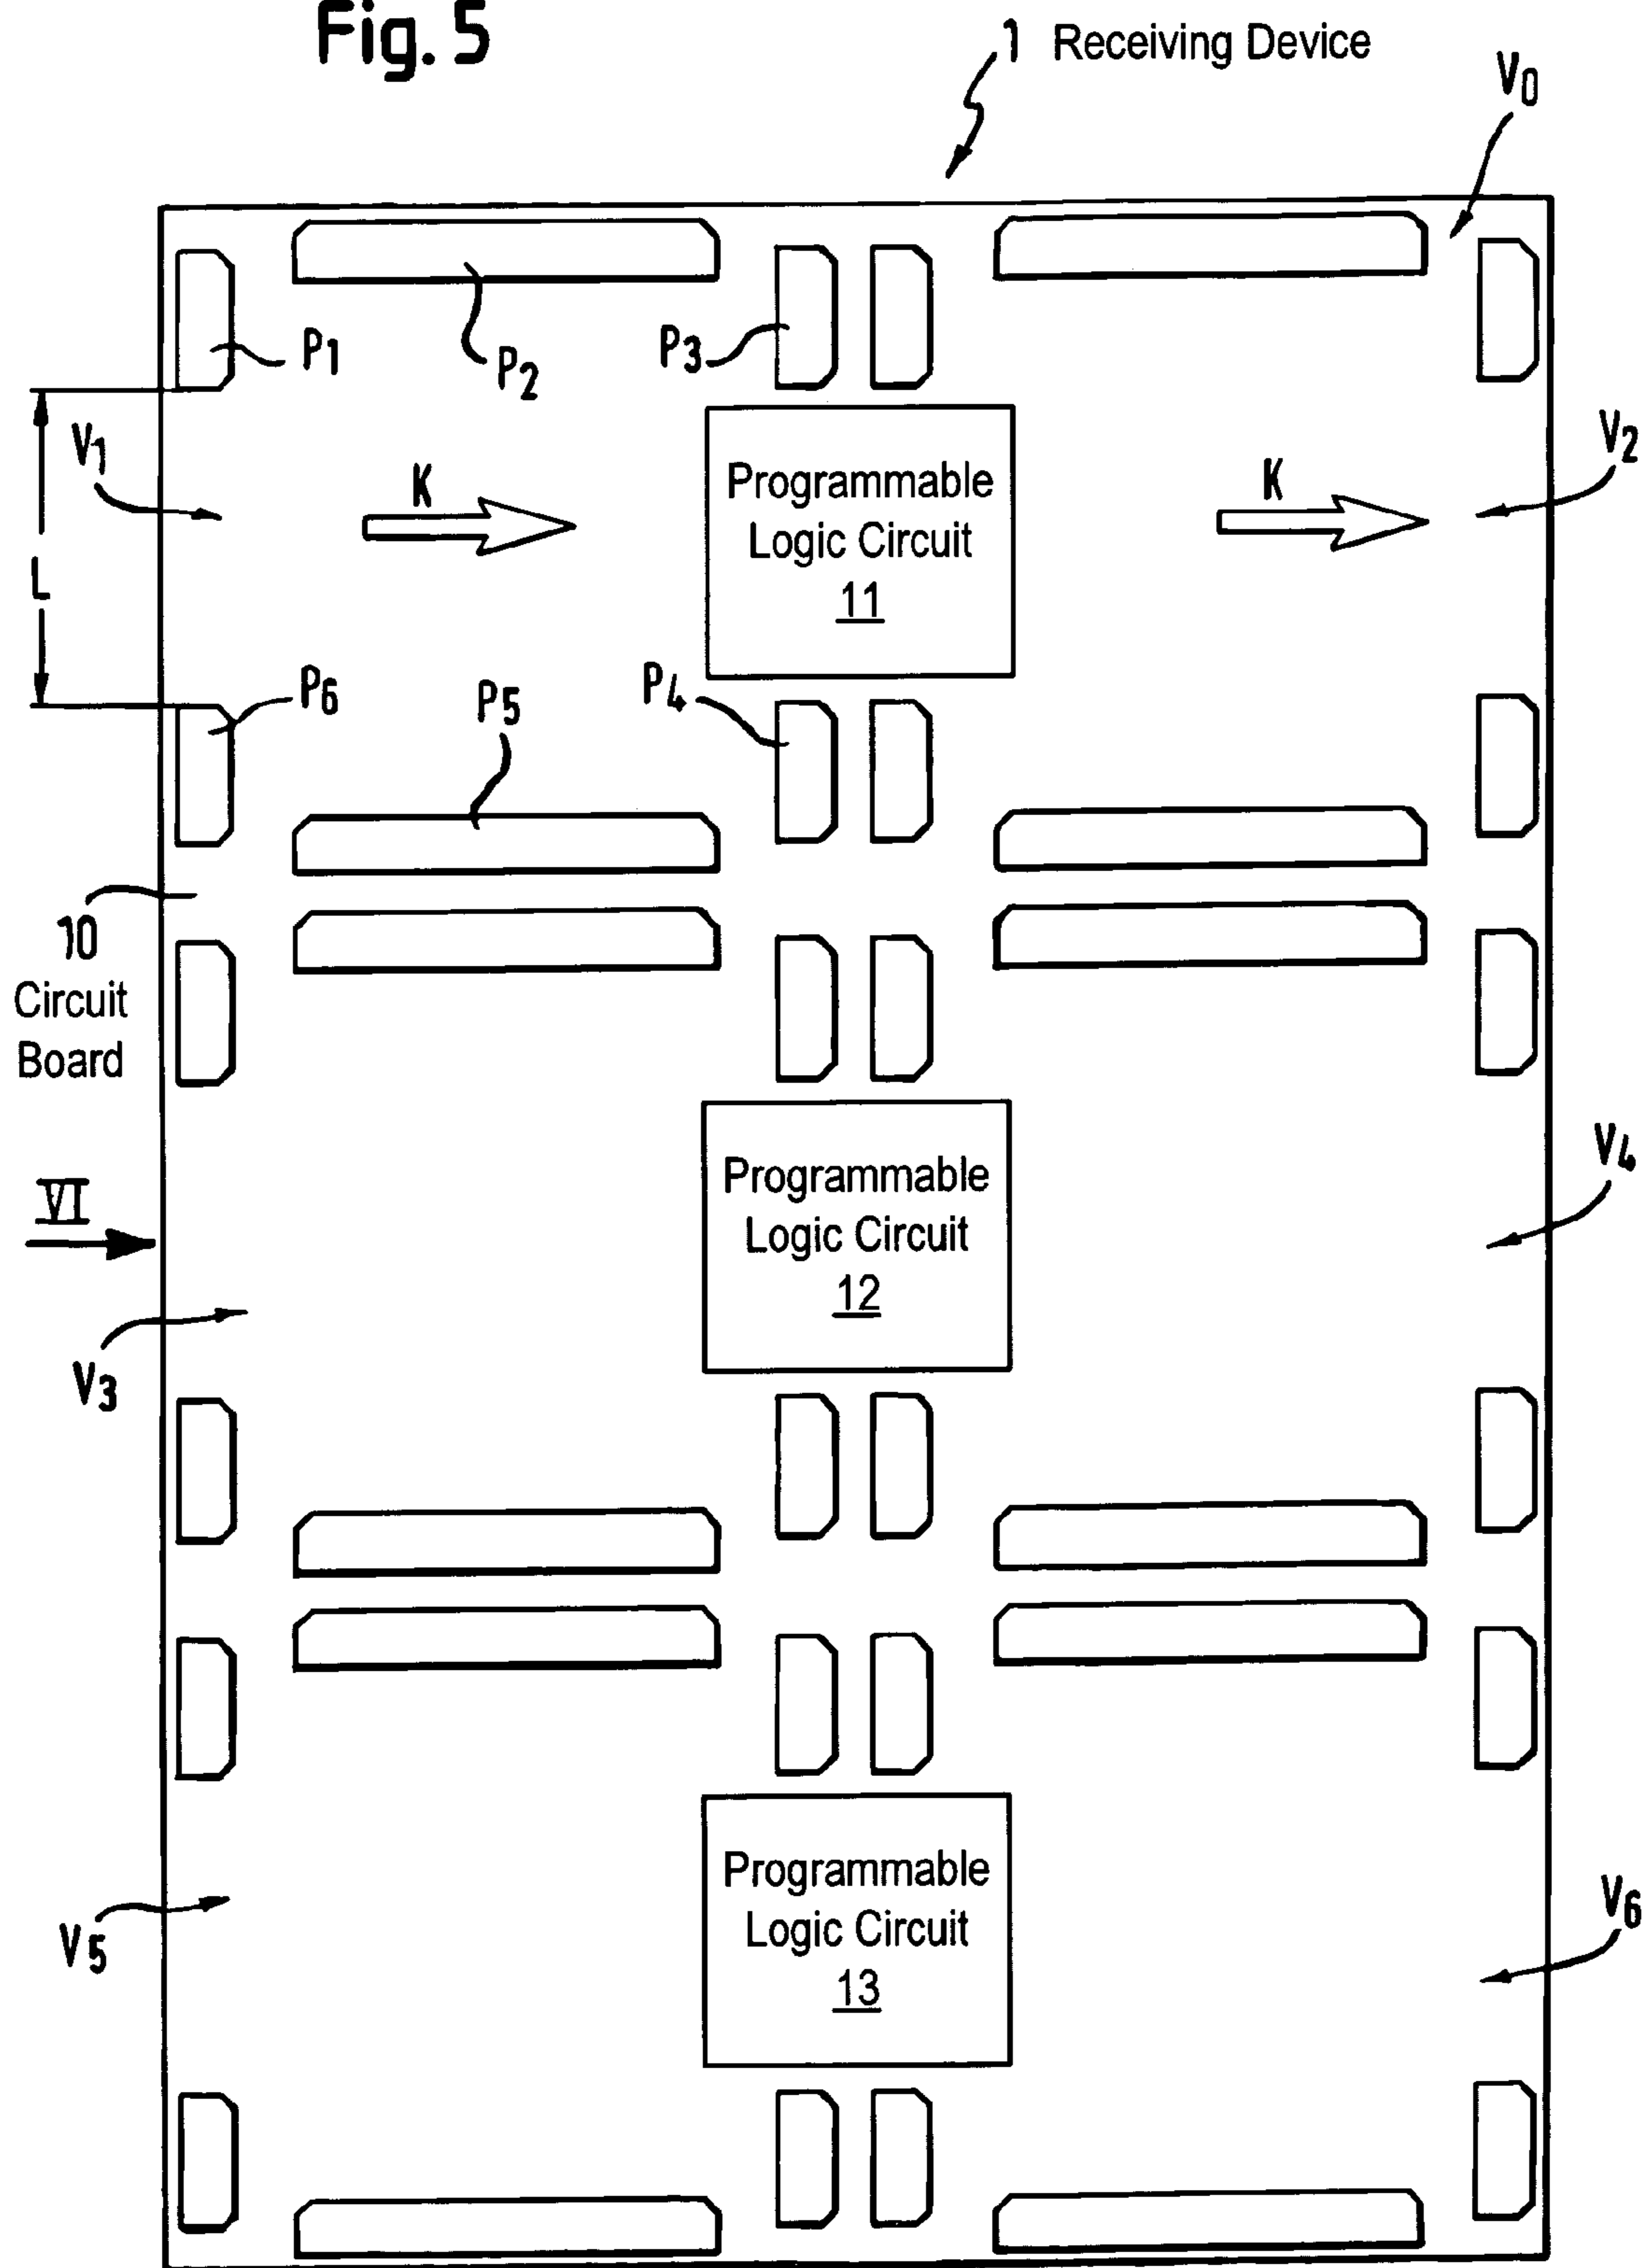 Fig. 5
1 Receiving Device
V0
P1
P2
P3
V1
L
K
K
V2
Programmable
Logic Circuit
11
P6
P5
P4
10
Circuit
Board
VI
V3
Programmable
Logic Circuit
12
V4
V5
Programmable
Logic Circuit
13
V6